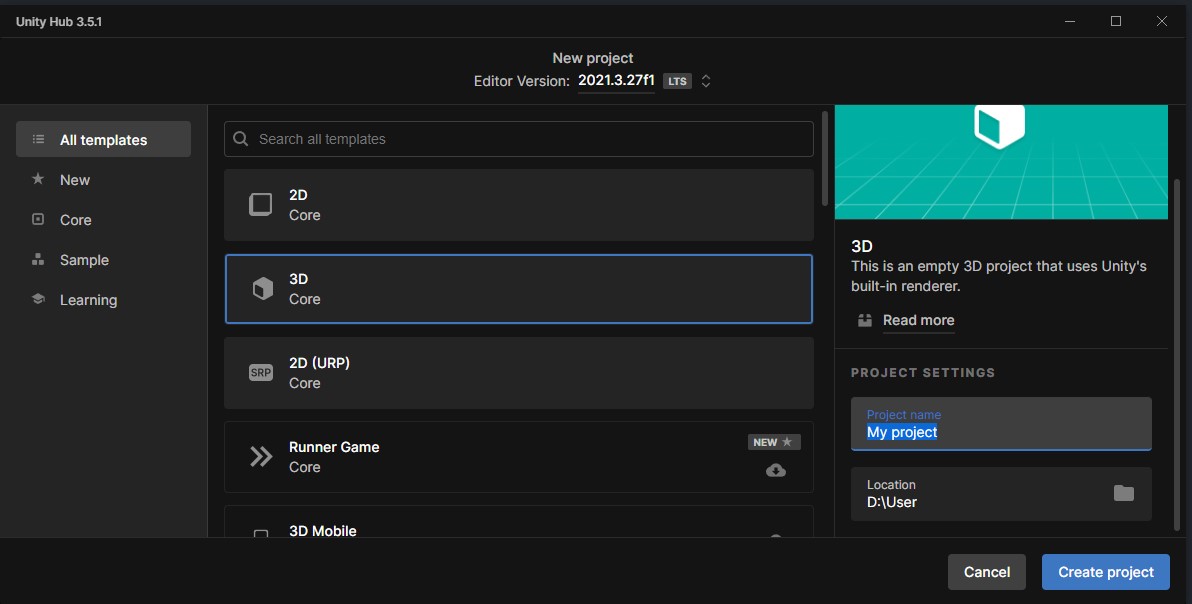 Unity Hub 3.5.1
New project
Editor Version: 2021.3.27f1 LTS
All templates
New
Core
Sample
Learning
Search all templates
2D
Core
3D
Core
SRP
2D (URP)
Core
Runner Game
Core
NEW
3D Mobile
3D
This is an empty 3D project that uses Unity's
built-in renderer.
Read more
PROJECT SETTINGS
Project name
My project
Location
D:\User
Cancel
Create project